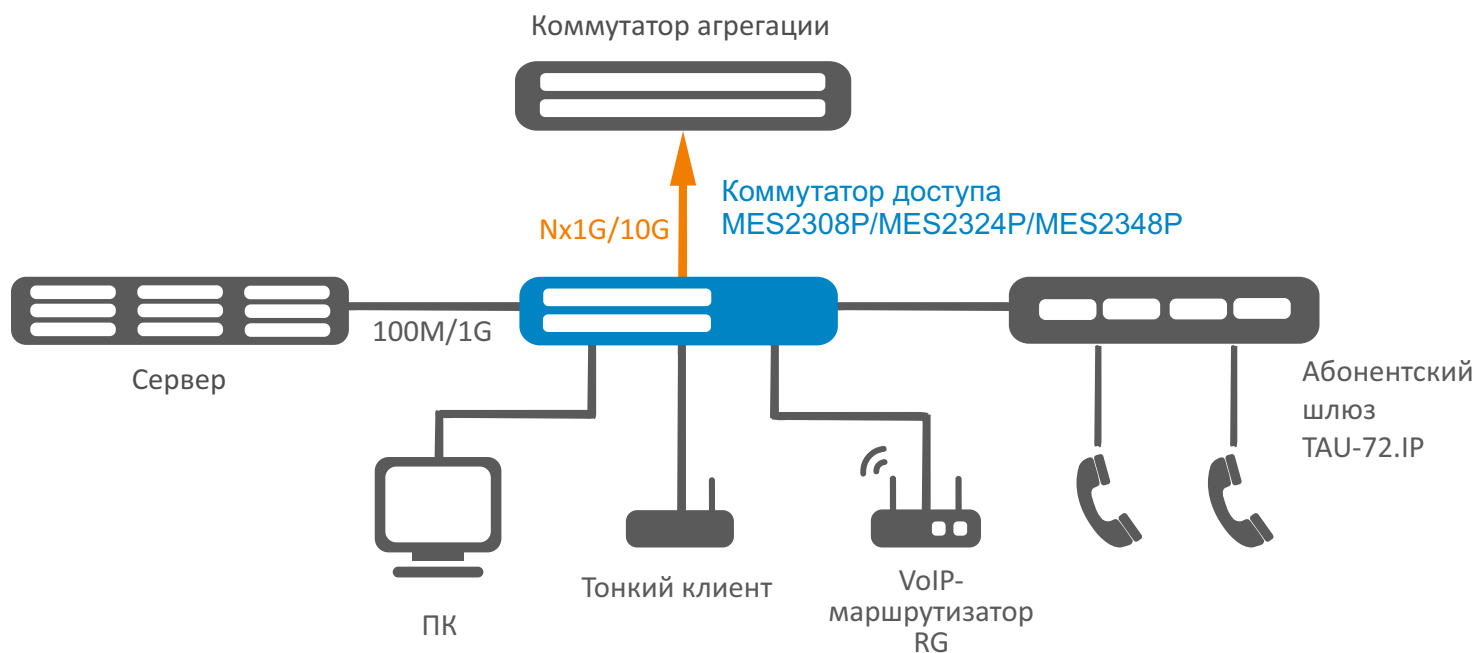 Коммутатор агрегации
Коммутатор доступа
MES2308P/MES2324P/MES2348P
Nx1G/10G
100M/1G
Сервер
Абонентский
шлюз
TAU-72.IP
ПК
Тонкий клиент
VoIP-
маршрутизатор
RG